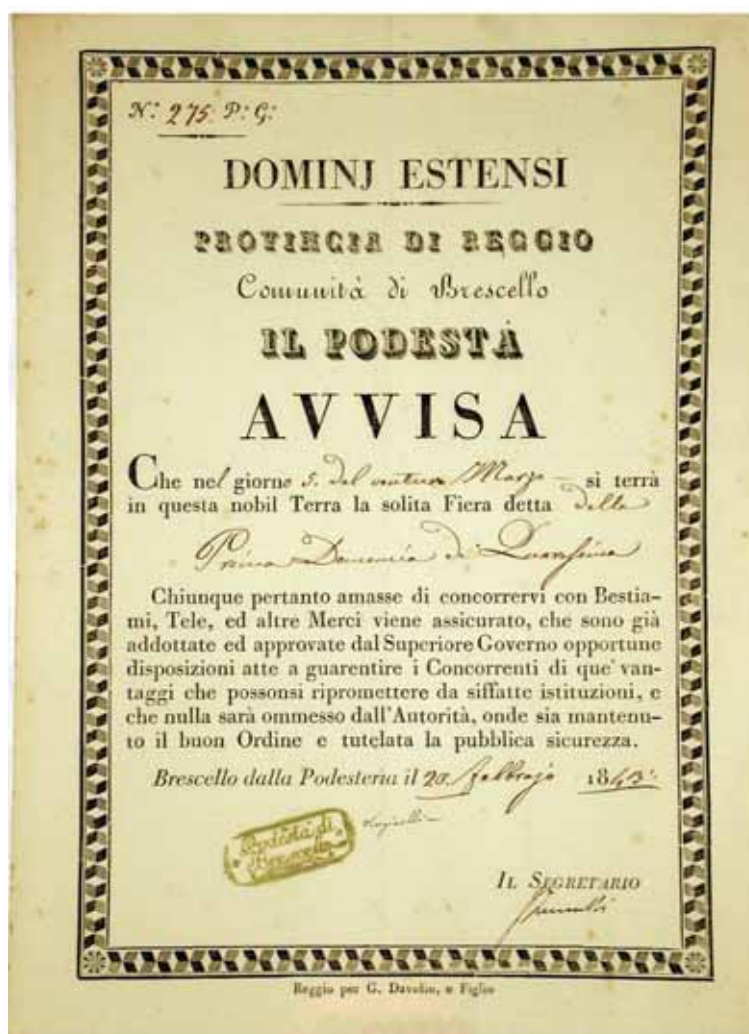 N.º 275. P: G:
DOMINJ ESTENSI
PROVINCIA DI REGGIO
Comunità di Brescello
IL PODESTÀ
AVVISA
Che nel giorno 5. del venturo Marzo si terrà
in questa nobil Terra la solita Fiera detta della
Prima Domenica di Quaresima
Chiunque pertanto amasse di concorrervi con Bestia-
mi, Tele, ed altre Merci viene assicurato, che sono già
addottate ed approvate dal Superiore Governo opportune
disposizioni atte a guarentire i Concorrenti di que' van-
taggi che possonsi ripromettere da siffatte istituzioni, e
che nulla sarà ommesso dall'Autorità, onde sia mantenu-
to il buon Ordine e tutelata la pubblica sicurezza.
Brescello dalla Podesteria il 20. Febbrajo 1843.
Podestà di
Brescello
IL SEGRETARIO
Reggio per G. Davolio, e Figlio